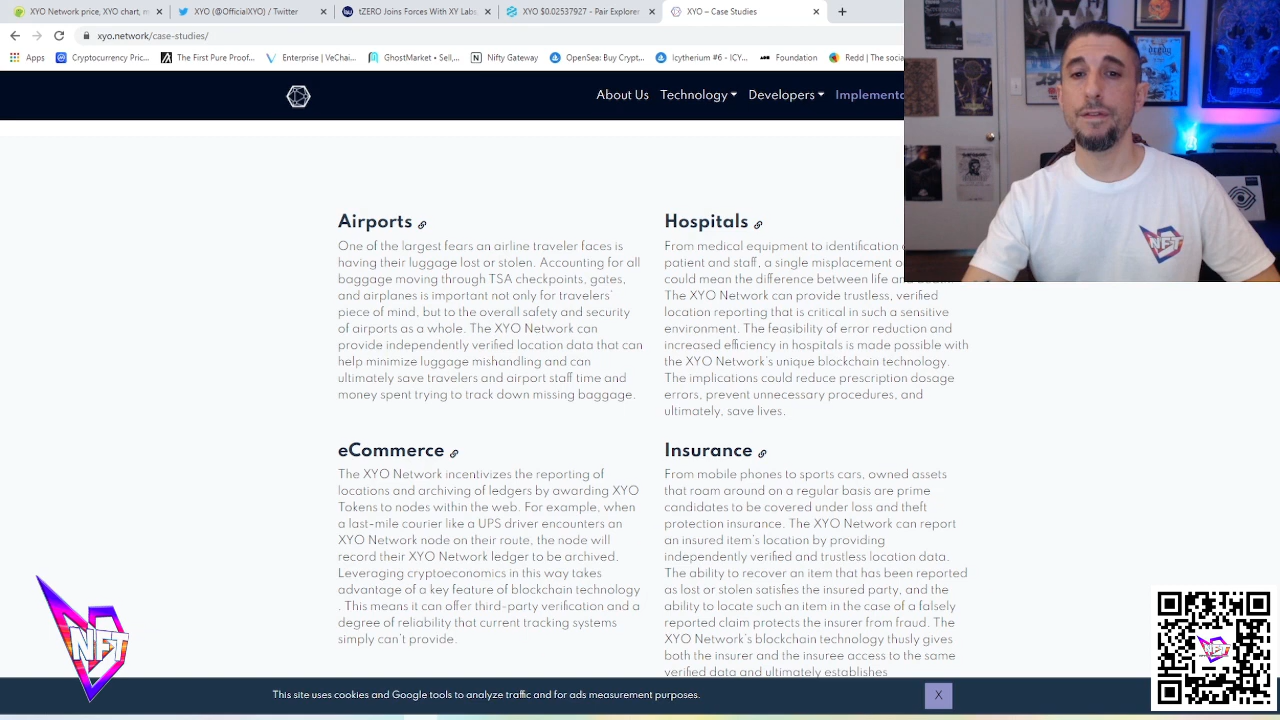 XYO Network price, XYO chart, m
XYO (@OfficialXYO) / Twitter
tZERO Joins Forces With XY Labs
XYO $0.02537927 - Pair Explorer
XYO – Case Studies
xyo.network/case-studies/
Apps
Cryptocurrency Pric...
The First Pure Proof...
Enterprise | VeChai...
GhostMarket • Sell,...
Nifty Gateway
OpenSea: Buy Crypt...
Icytherium #6 - ICY...
Foundation
Redd | The socia
About Us
Technology
Developers
Implementa
Airports
One of the largest fears an airline traveler faces is
having their luggage lost or stolen. Accounting for all
baggage moving through TSA checkpoints, gates,
and airplanes is important not only for travelers'
piece of mind, but to the overall safety and security
of airports as a whole. The XYO Network can
provide independently verified location data that can
help minimize luggage mishandling and can
ultimately save travelers and airport staff time and
money spent trying to track down missing baggage.
Hospitals
From medical equipment to identification
patient and staff, a single misplacement
could mean the difference between life
The XYO Network can provide trustless, verified
location reporting that is critical in such a sensitive
environment. The feasibility of error reduction and
increased efficiency in hospitals is made possible with
the XYO Network's unique blockchain technology.
The implications could reduce prescription dosage
errors, prevent unnecessary procedures, and
ultimately, save lives.
eCommerce
The XYO Network incentivizes the reporting of
locations and archiving of ledgers by awarding XYO
Tokens to nodes within the web. For example, when
a last-mile courier like a UPS driver encounters an
XYO Network node on their route, the node will
record their XYO Network ledger to be archived.
Leveraging cryptoeconomics in this way takes
advantage of a key feature of blockchain technology
. This means it can offer third-party verification and a
degree of reliability that current tracking systems
simply can't provide.
Insurance
From mobile phones to sports cars, owned assets
that roam around on a regular basis are prime
candidates to be covered under loss and theft
protection insurance. The XYO Network can report
an insured item's location by providing
independently verified and trustless location data.
The ability to recover an item that has been reported
as lost or stolen satisfies the insured party, and the
ability to locate such an item in the case of a falsely
reported claim protects the insurer from fraud. The
XYO Network's blockchain technology thusly gives
both the insurer and the insuree access to the same
verified data and ultimately establishes
This site uses cookies and Google tools to analyze traffic and for ads measurement purposes.
X
NFT
NFT
NFT